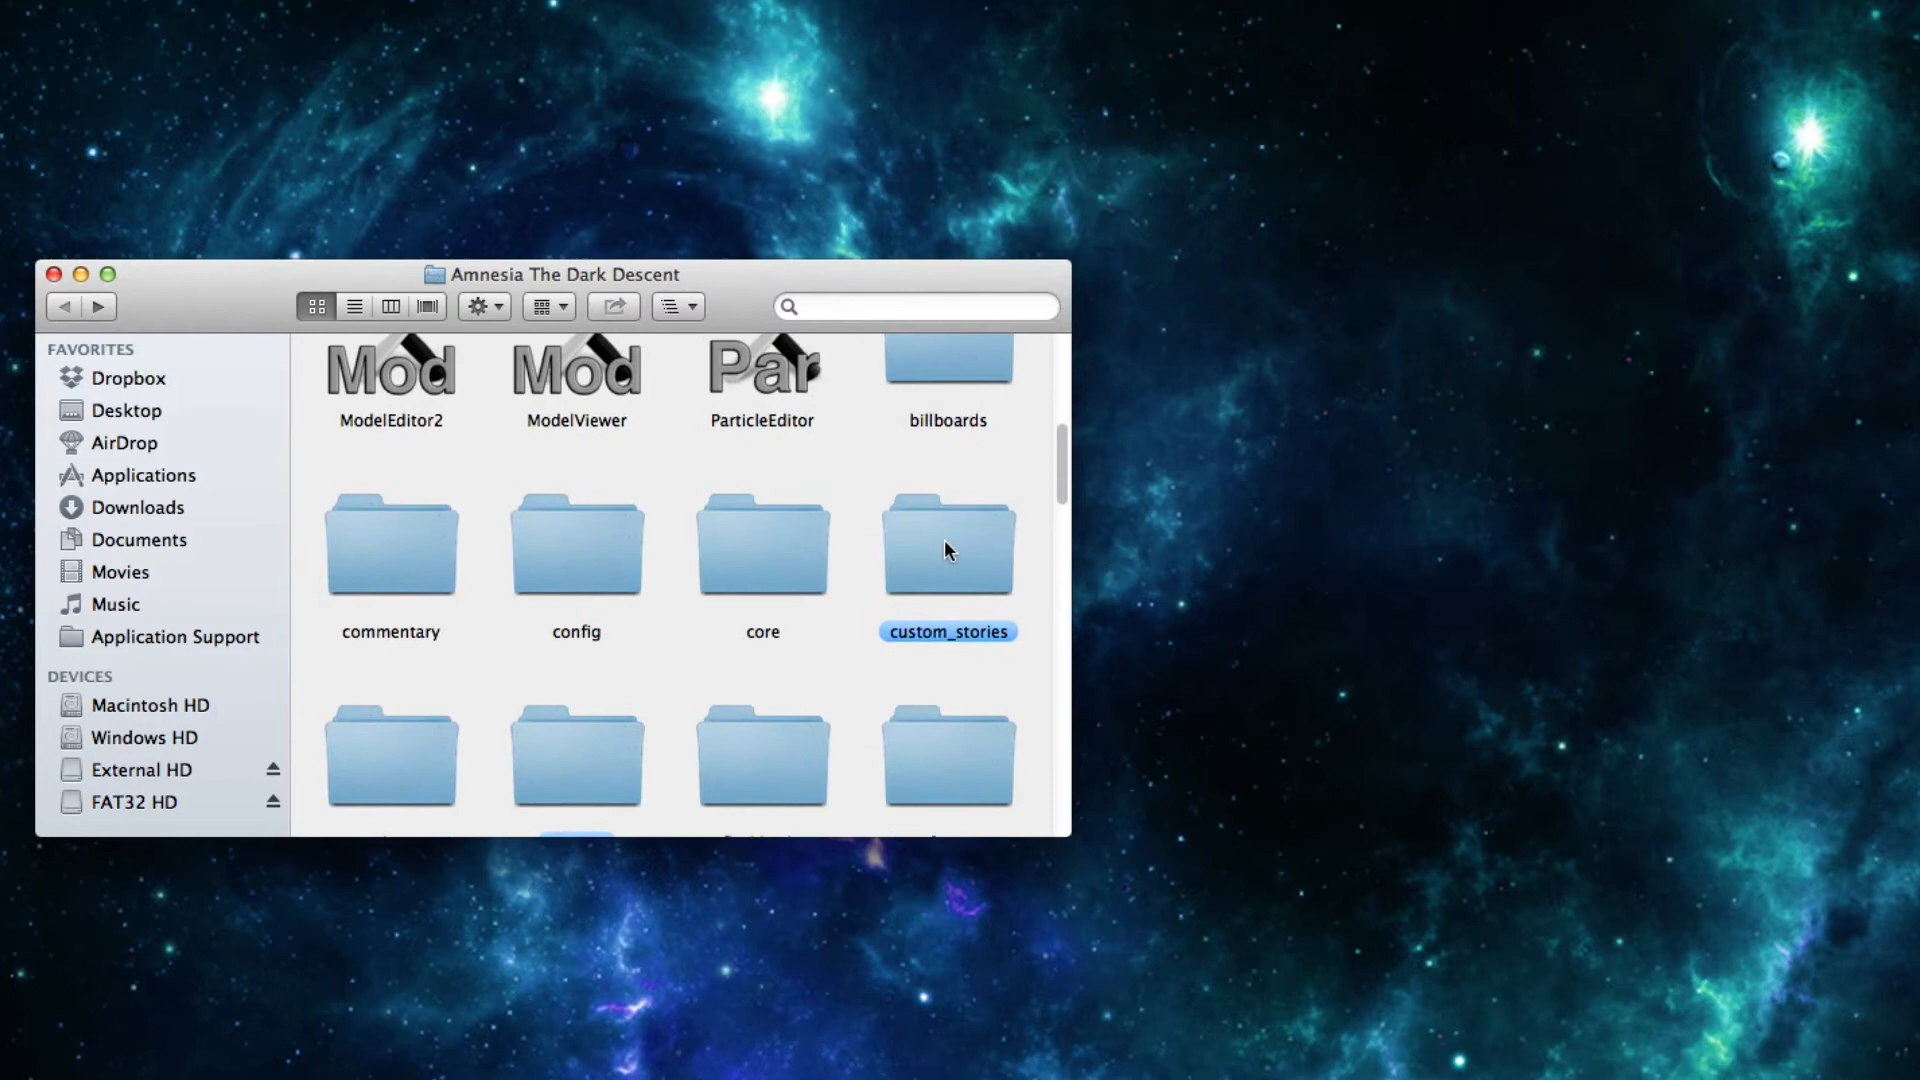 Amnesia The Dark Descent
FAVORITES
Dropbox
Desktop
AirDrop
Applications
Downloads
Documents
Movies
Music
Application Support
DEVICES
Macintosh HD
Windows HD
External HD
FAT32 HD
Mod Mod Par
ModelEditor2 ModelViewer ParticleEditor billboards
commentary config core custom_stories